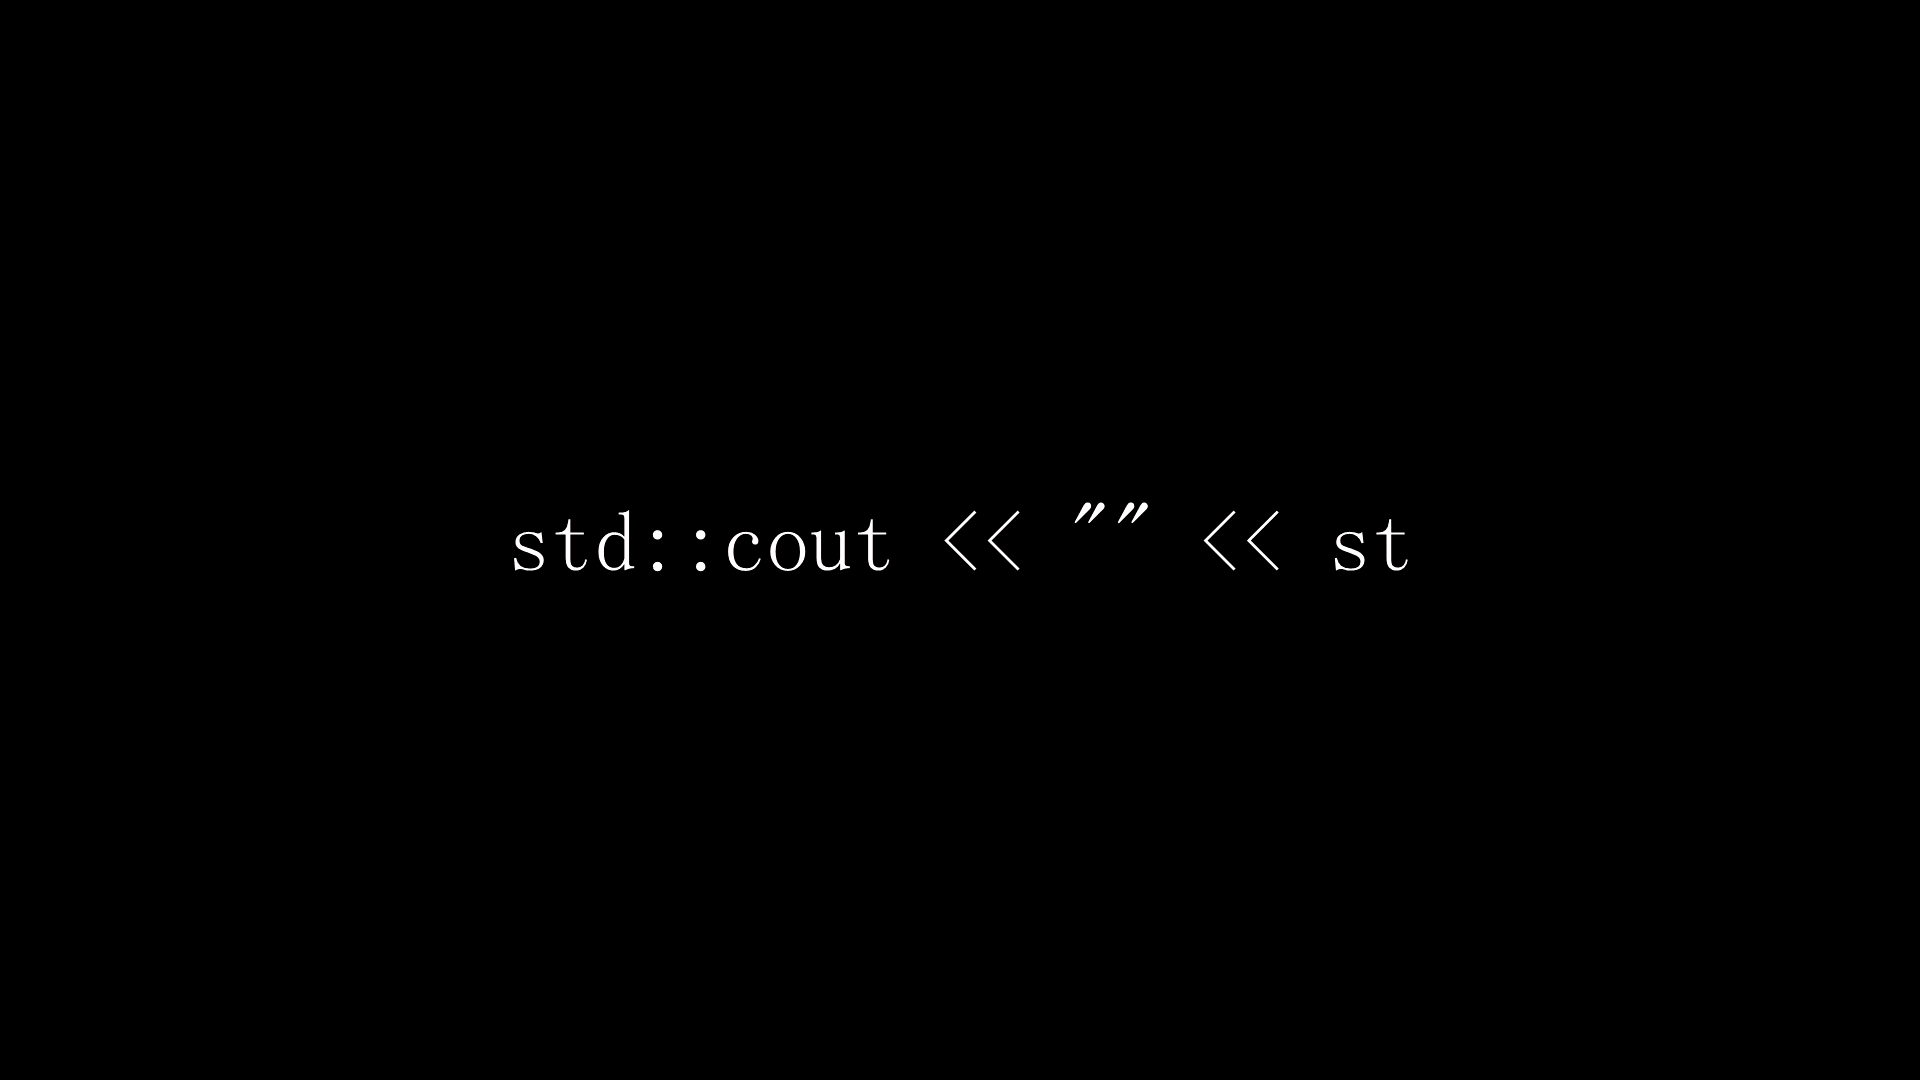 std::cout << "" << st